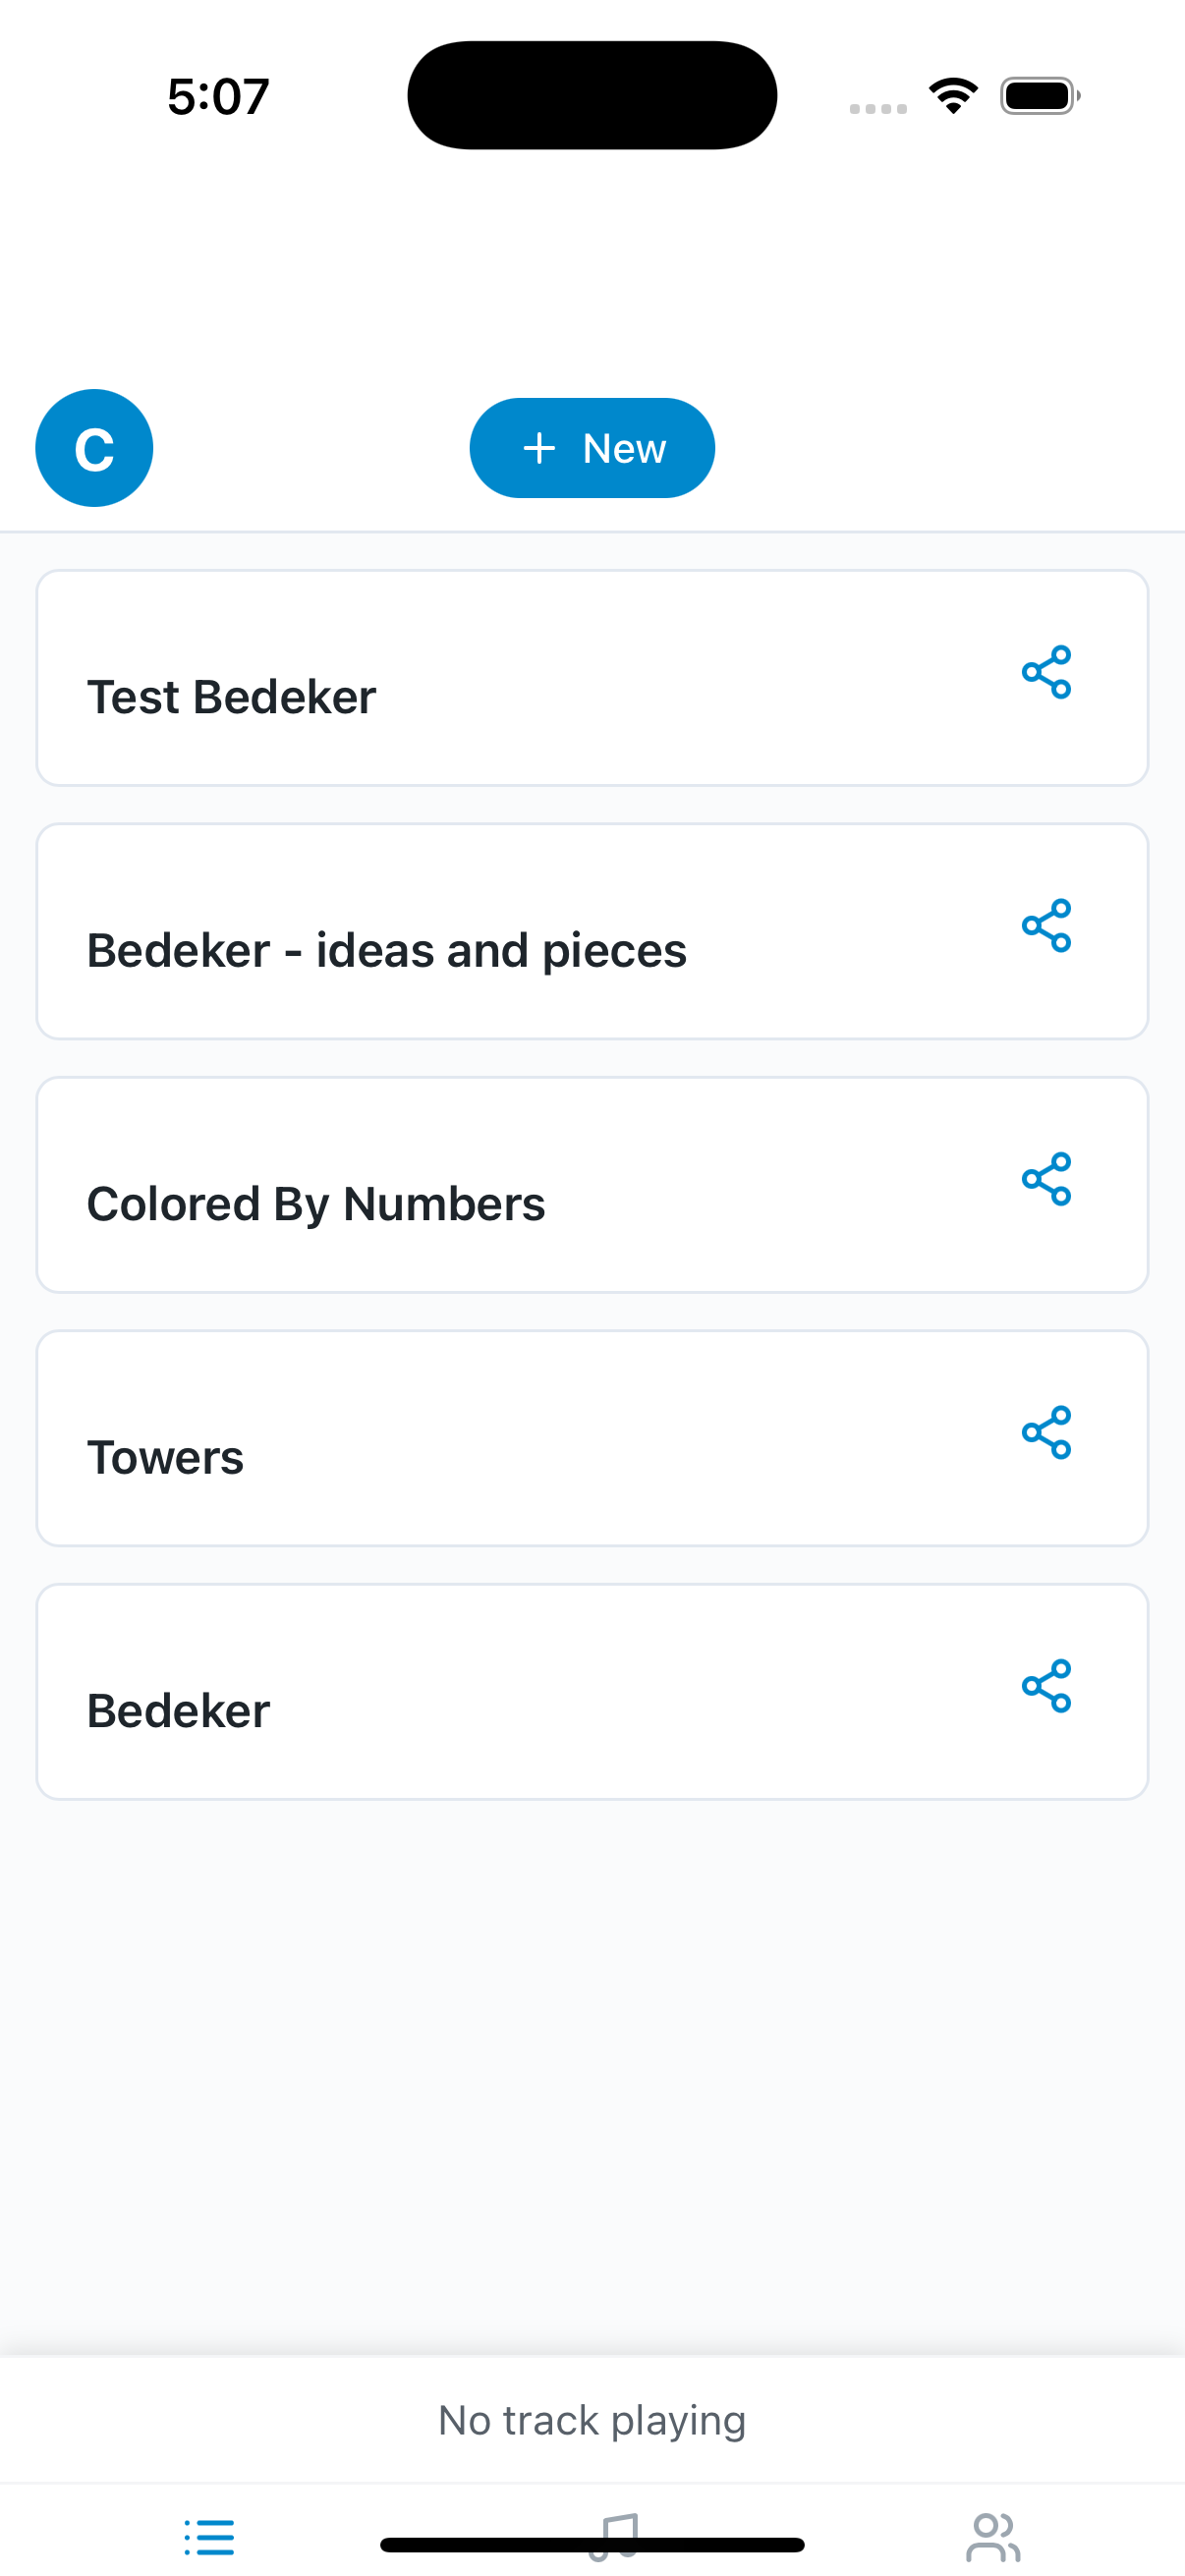 5:07
C
+ New
Test Bedeker
Bedeker - ideas and pieces
Colored By Numbers
Towers
Bedeker
No track playing